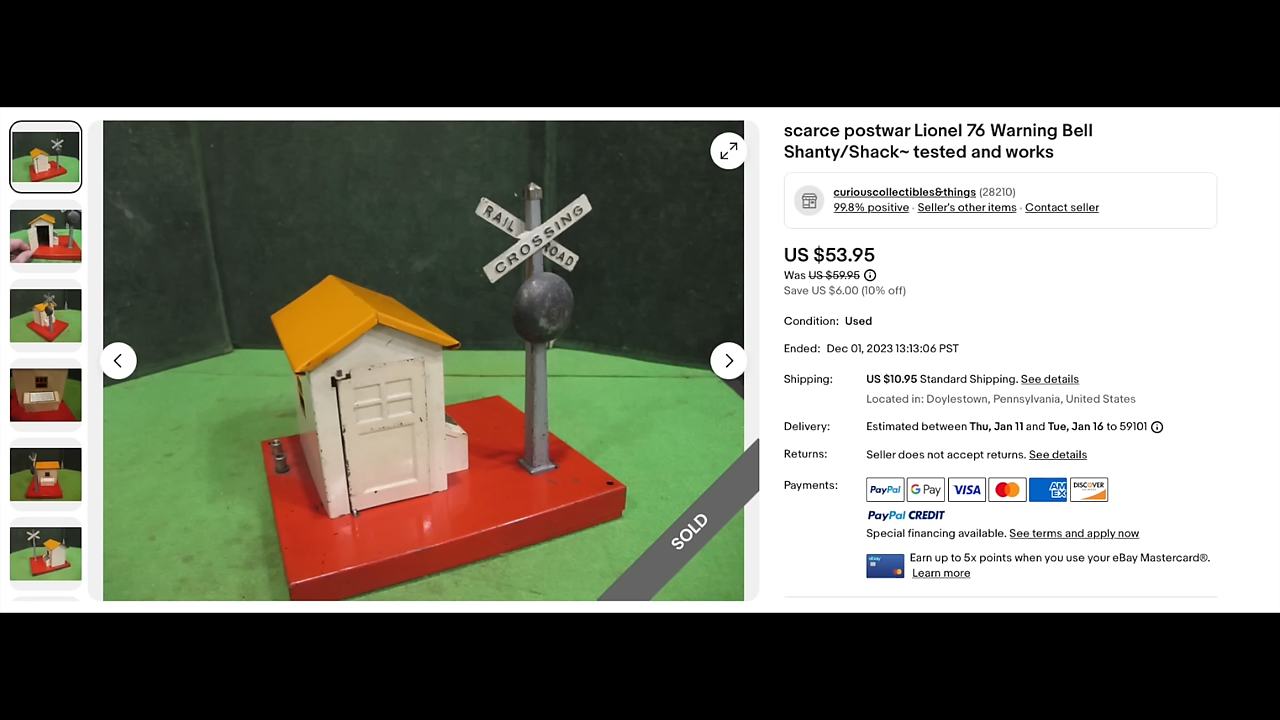 scarce postwar Lionel 76 Warning Bell
Shanty/Shack~ tested and works
curiouscollectibles&things (28210)
99.8% positive · Seller's other items · Contact seller
US $53.95
Was US $59.95
Save US $6.00 (10% off)
Condition: Used
Ended: Dec 01, 2023 13:13:06 PST
Shipping: US $10.95 Standard Shipping. See details
Located in: Doylestown, Pennsylvania, United States
Delivery: Estimated between Thu, Jan 11 and Tue, Jan 16 to 59101
Returns: Seller does not accept returns. See details
Payments: PayPal G Pay VISA AM EX DISCOVER
PayPal CREDIT
Special financing available. See terms and apply now
Earn up to 5x points when you use your eBay Mastercard®.
Learn more
RAIL ROAD
CROSSING
SOLD